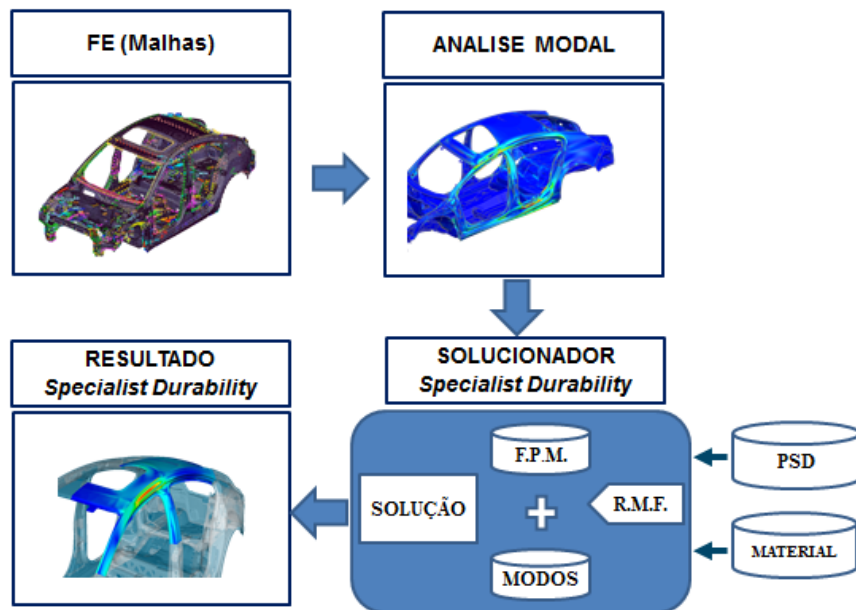 FE (Malhas)
ANALISE MODAL
RESULTADO
Specialist Durability
SOLUCIONADOR
Specialist Durability
F.P.M.
PSD
SOLUÇÃO
R.M.F.
MATERIAL
MODOS